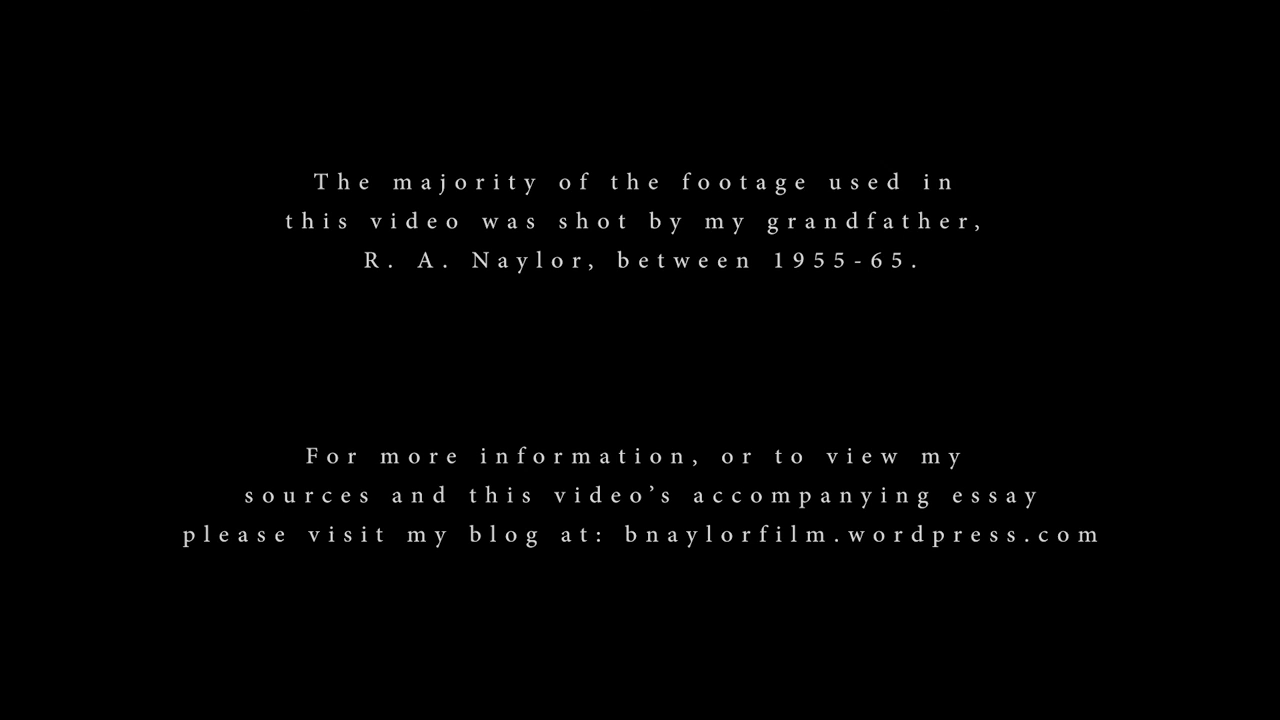 The majority of the footage used in
this video was shot by my grandfather,
R. A. Naylor, between 1955-65.
For more information, or to view my
sources and this video’s accompanying essay
please visit my blog at: bnaylorfilm.wordpress.com